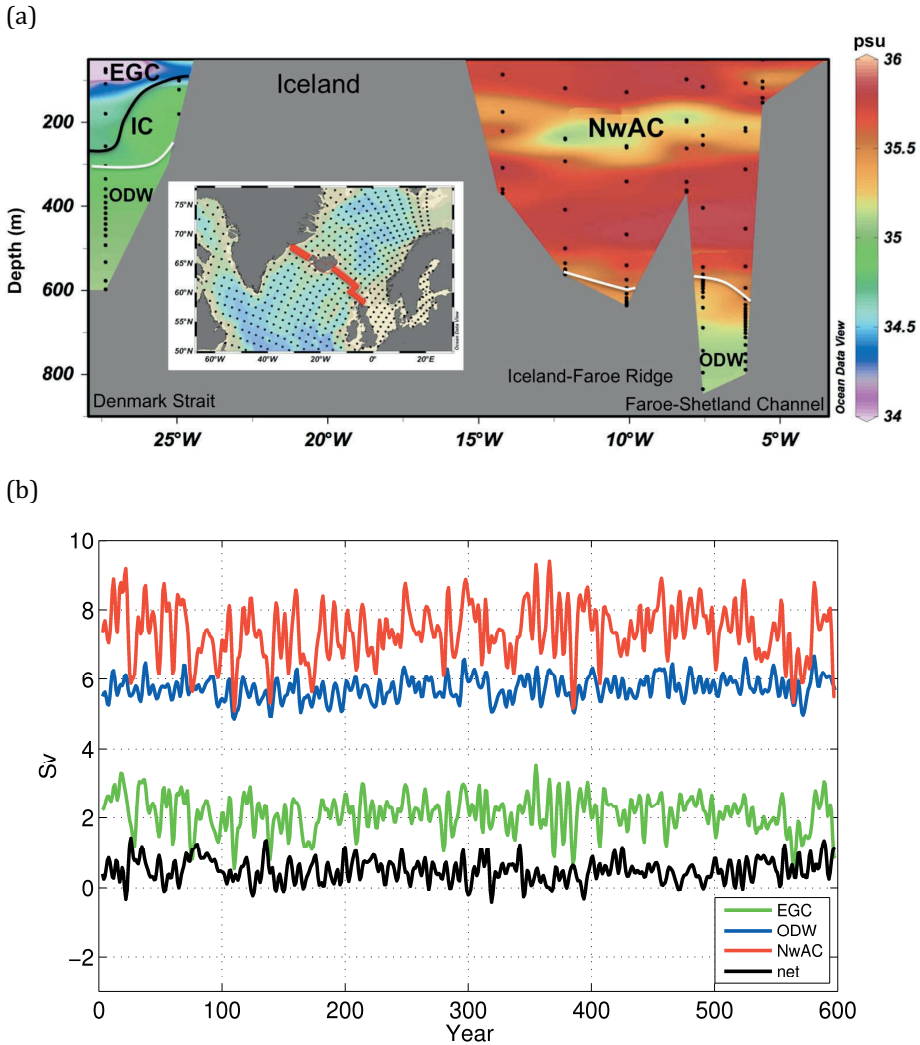 (a)
psu
EGC
Iceland
36
IC
NwAC
200
35.5
ODW
400
75°N
70°N
65°N
35
60°N
55°N
50°N
Ocean Data View
60°W
40°W
20°W
0°
20°E
600
34.5
ODW
Iceland-Faroe Ridge
800
Denmark Strait
Faroe-Shetland Channel
Ocean Data View
34
Depth (m)
25°W
20°W
15°W
10°W
5°W
(b)
10
8
6
4
2
0
−2
Sv
EGC
ODW
NwAC
net
0
100
200
300
400
500
600
Year